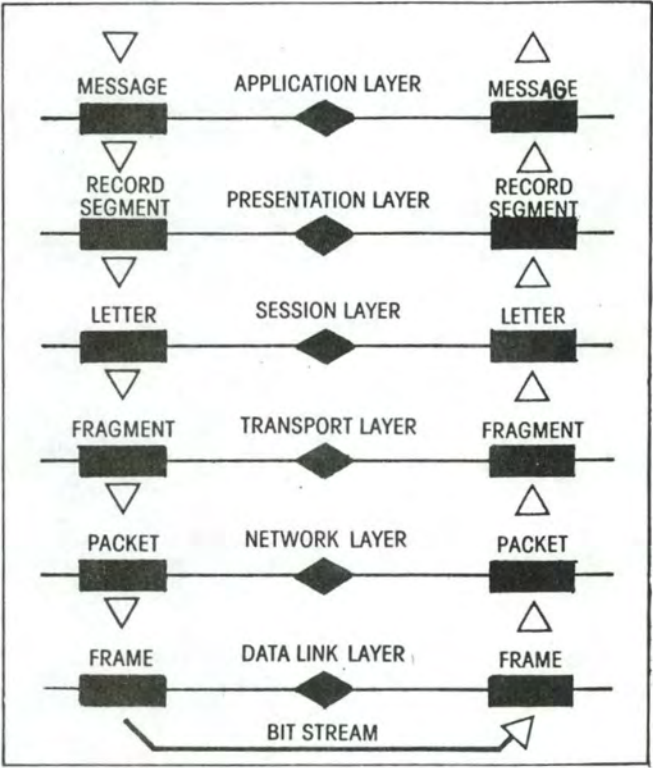 MESSAGE APPLICATION LAYER MESSAGE
RECORD SEGMENT PRESENTATION LAYER RECORD SEGMENT
LETTER SESSION LAYER LETTER
FRAGMENT TRANSPORT LAYER FRAGMENT
PACKET NETWORK LAYER PACKET
FRAME DATA LINK LAYER FRAME
BIT STREAM